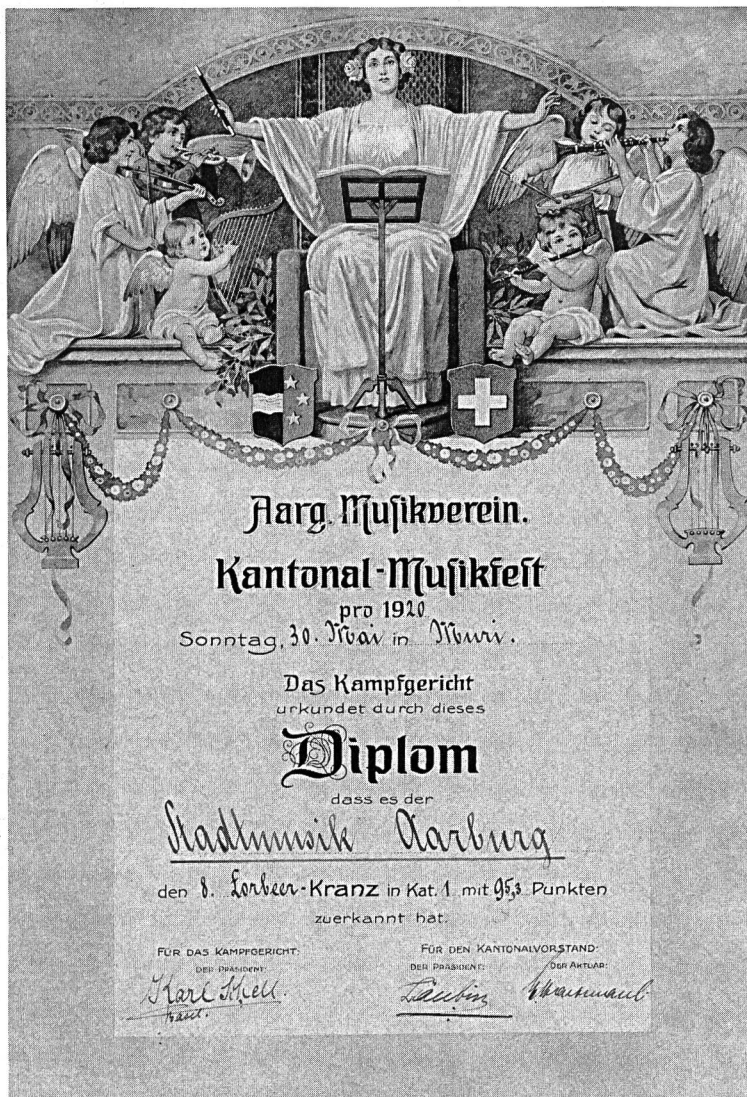 Aarg. Musikverein.
Kantonal-Musikfest
pro 1920
Sonntag, 30. Mai in Muri.
Das Kampfgericht
urkundet durch dieses
Diplom
dass es der
Stadtmusik Aarburg
den 8. Lorbeer-Kranz in Kat. 1 mit 95,3 Punkten
zuerkannt hat.
FÜR DAS KAMPFGERICHT: FÜR DEN KANTONALVORSTAND:
DER PRÄSIDENT: DER PRÄSIDENT: DER AKTUAR:
Karl Schell.
Basel.